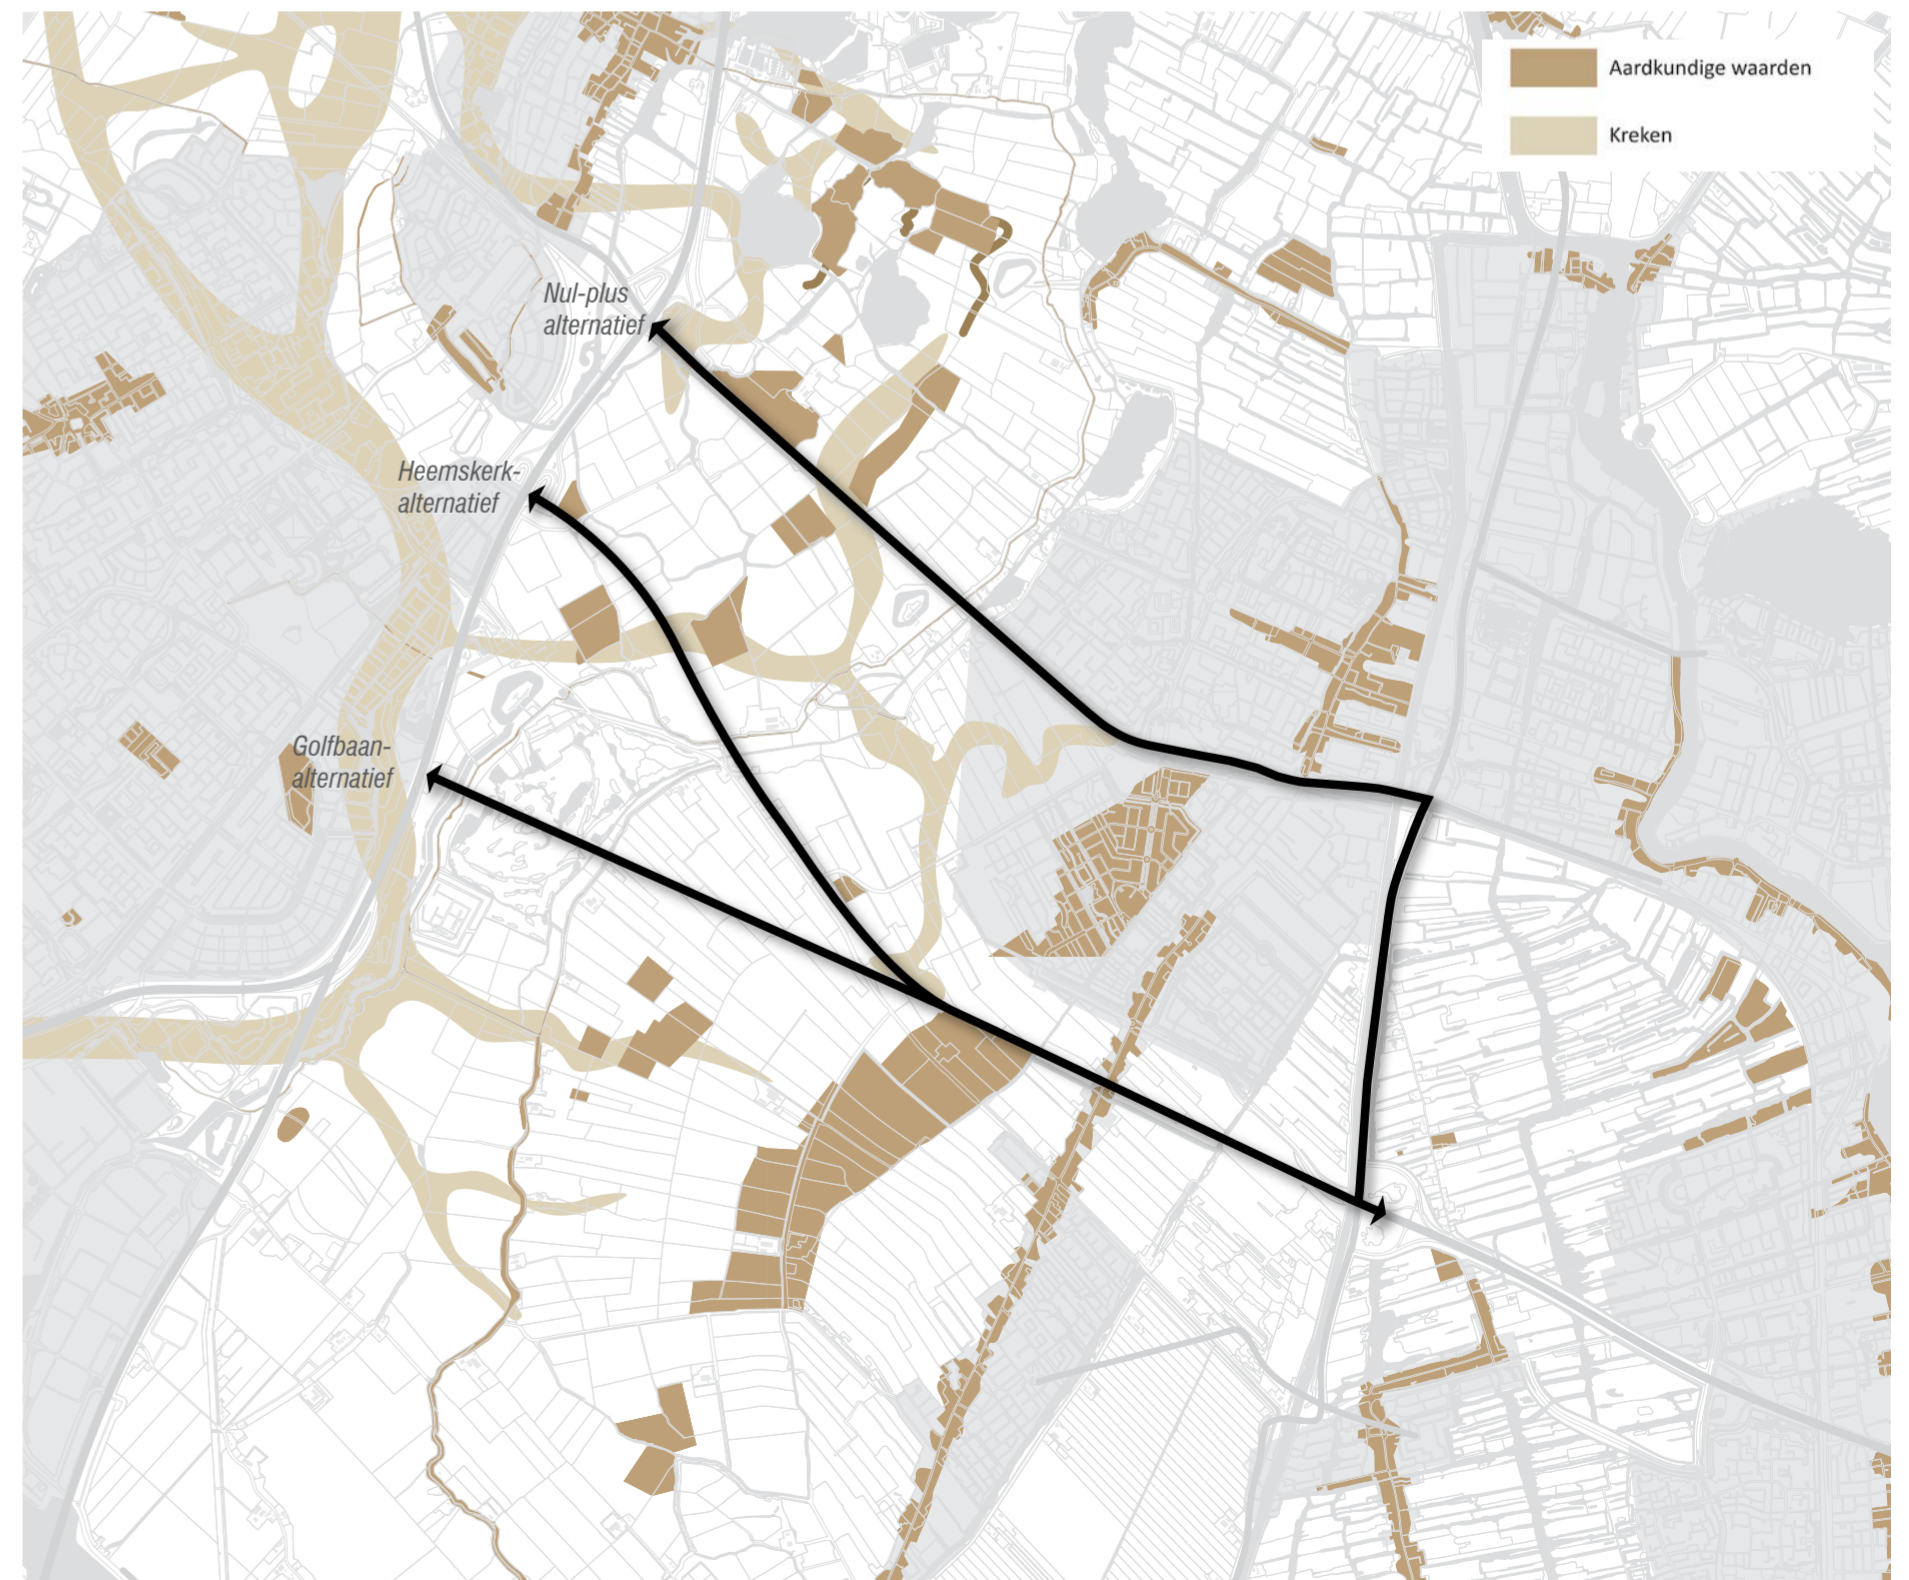 Aardkundige waarden
Kreken
Nul-plus
alternatief
Heemskerk-
alternatief
Golfbaan-
alternatief